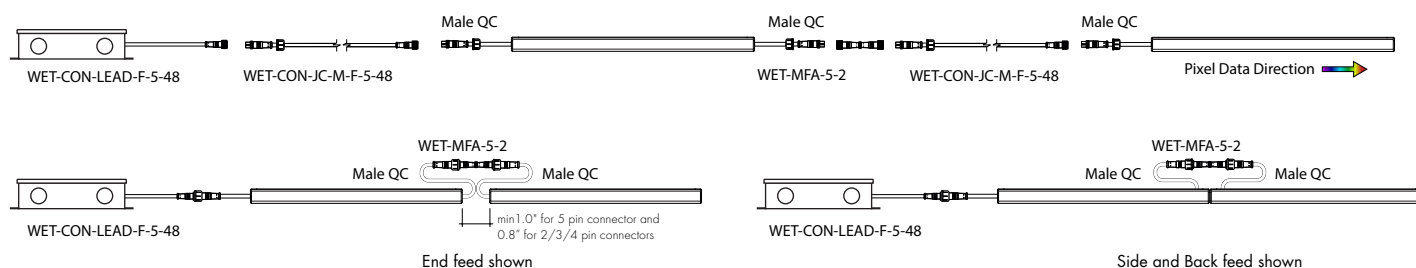 Male QC
Male QC
Male QC
WET-CON-LEAD-F-5-48
WET-CON-JC-M-F-5-48
WET-MFA-5-2
WET-CON-JC-M-F-5-48
Pixel Data Direction
WET-MFA-5-2
Male QC
Male QC
WET-CON-LEAD-F-5-48
min1.0" for 5 pin connector and
0.8" for 2/3/4 pin connectors
End feed shown
WET-MFA-5-2
Male QC
Male QC
WET-CON-LEAD-F-5-48
Side and Back feed shown